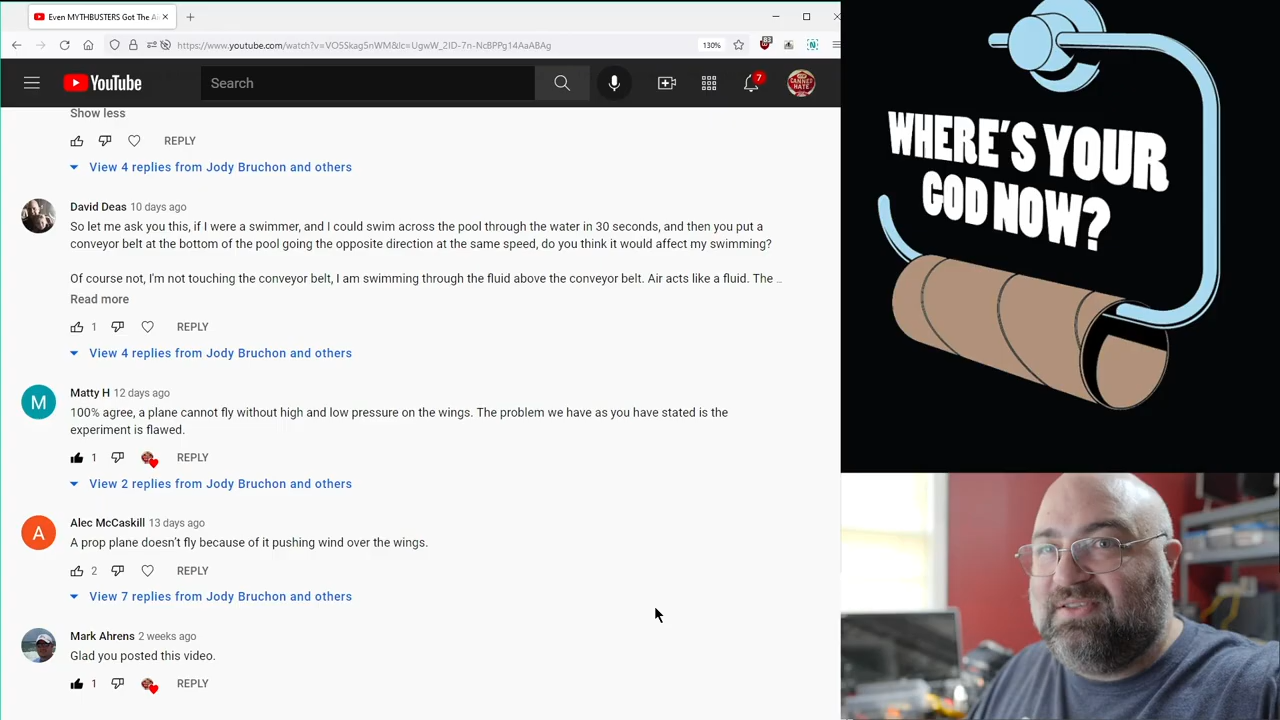 Even MYTHBUSTERS Got The A
https://www.youtube.com/watch?v=VO5Skag5nWM&lc=UgwW_2ID-7n-NcBPPg14AaABAg
130%
83
YouTube
Search
7
Show less
REPLY
View 4 replies from Jody Bruchon and others
David Deas 10 days ago
So let me ask you this, if I were a swimmer, and I could swim across the pool through the water in 30 seconds, and then you put a
conveyor belt at the bottom of the pool going the opposite direction at the same speed, do you think it would affect my swimming?
Of course not, I'm not touching the conveyor belt, I am swimming through the fluid above the conveyor belt. Air acts like a fluid. The ..
Read more
1 REPLY
View 4 replies from Jody Bruchon and others
M
Matty H 12 days ago
100% agree, a plane cannot fly without high and low pressure on the wings. The problem we have as you have stated is the
experiment is flawed.
1 REPLY
View 2 replies from Jody Bruchon and others
A
Alec McCaskill 13 days ago
A prop plane doesn't fly because of it pushing wind over the wings.
2 REPLY
View 7 replies from Jody Bruchon and others
Mark Ahrens 2 weeks ago
Glad you posted this video.
1 REPLY
WHERE'S YOUR
GOD NOW?